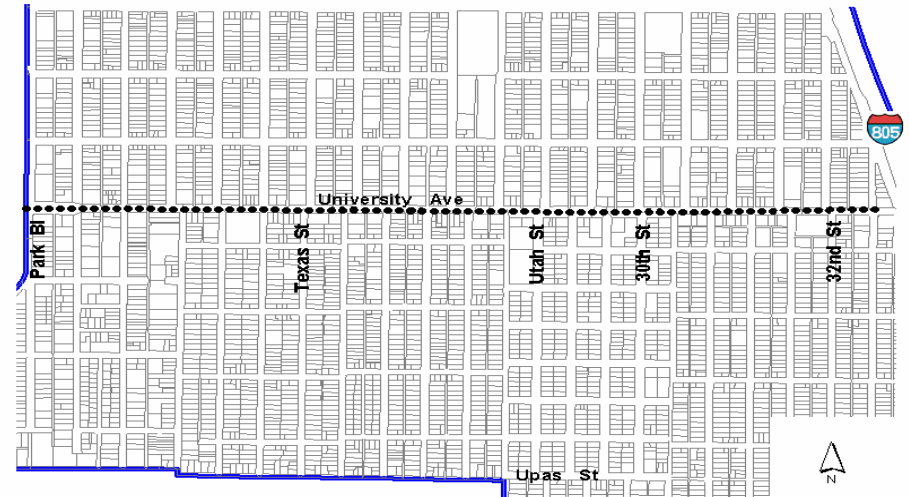 805
University Ave
Park Bl
Texas St
Utah St
30th St
32nd St
Upas St
N